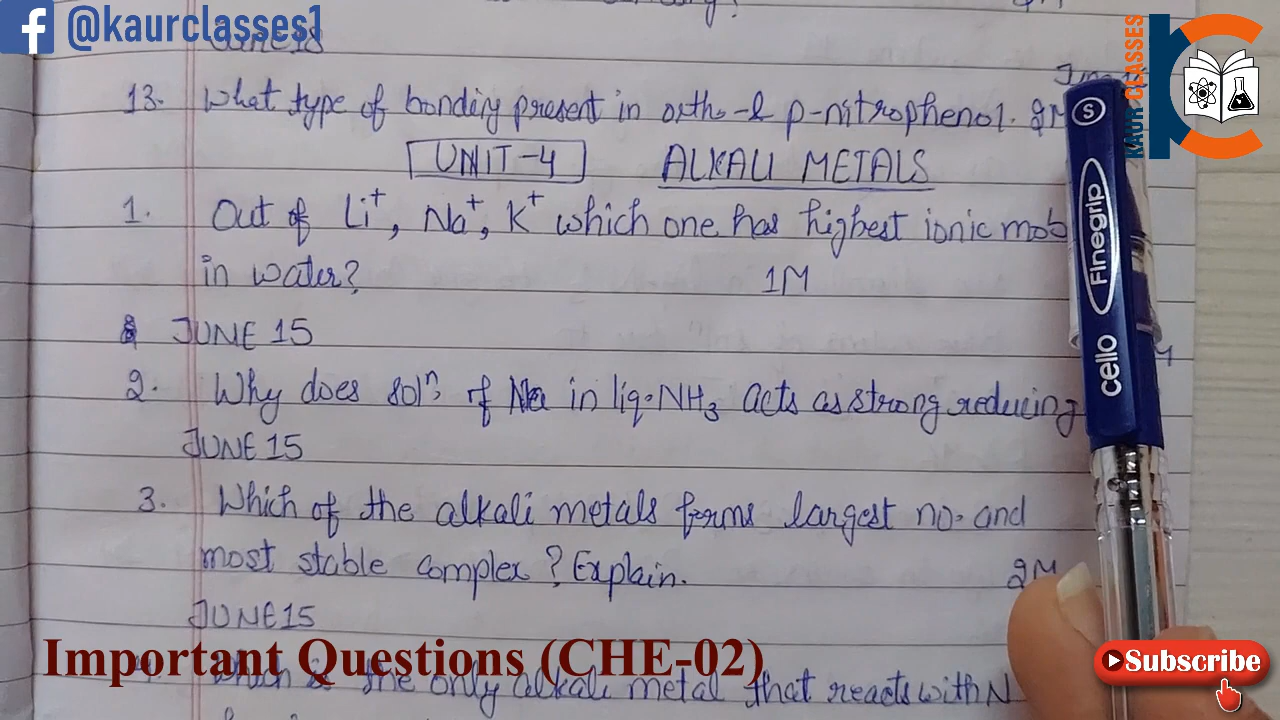 @kaurclasses1
JUNE 18
KAUR CLASSES
13. What type of bonding present in ortho- & p-nitrophenol. 2M
UNIT-4 ALKALI METALS
1. Out of Li⁺, Na⁺, K⁺ which one has highest ionic mob
in water? 1M
JUNE 15
2. Why does solⁿ of Na in liq. NH₃ acts as strong reducing
JUNE 15
3. Which of the alkali metals forms largest no. and
most stable complex? Explain. 2M
JUNE 15
Important Questions (CHE-02)
Which is the only alkali metal that reacts with N
S
Finegrip
cello
Subscribe